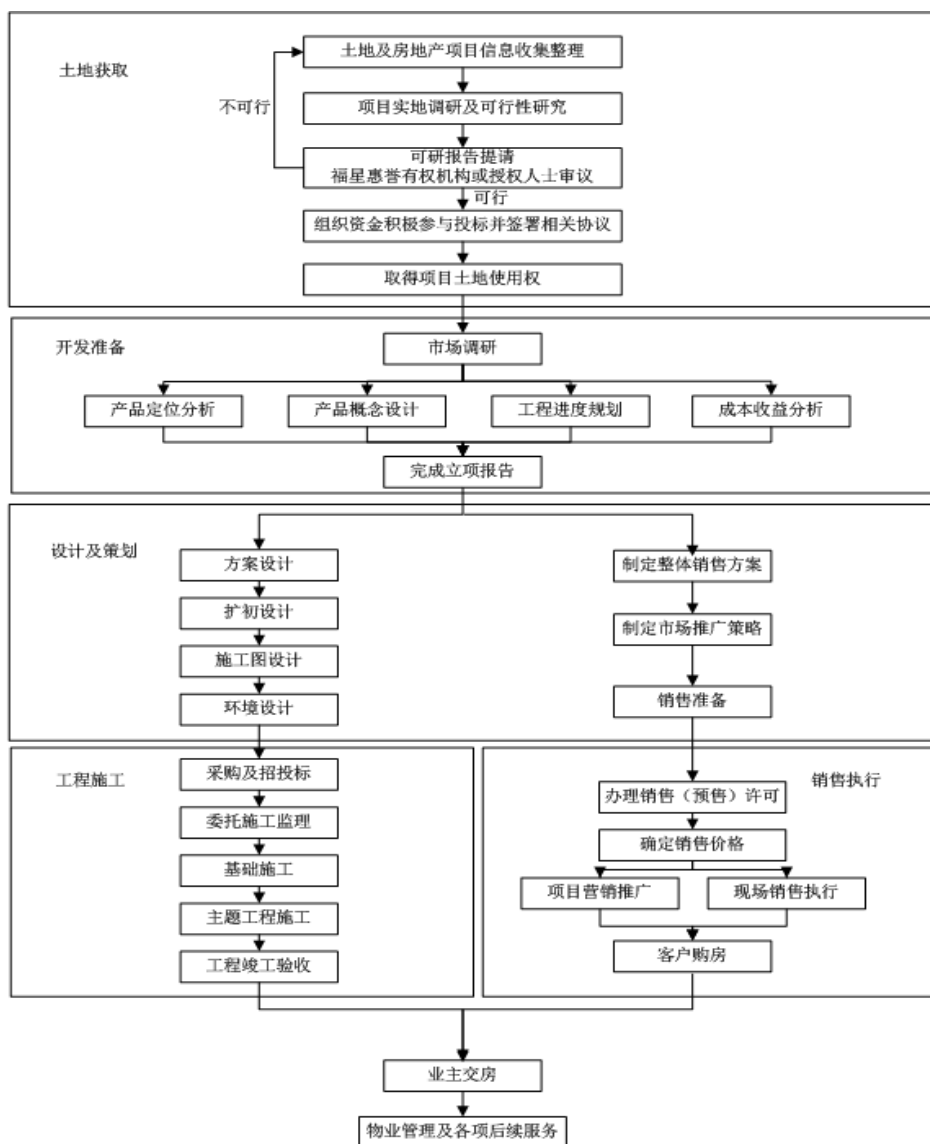 土地获取
土地及房地产项目信息收集整理
不可行
项目实地调研及可行性研究
可研报告提请
福星惠誉有权机构或授权人士审议
可行
组织资金积极参与投标并签署相关协议
取得项目土地使用权
开发准备
市场调研
产品定位分析
产品概念设计
工程进度规划
成本收益分析
完成立项报告
设计及策划
方案设计
扩初设计
施工图设计
环境设计
制定整体销售方案
制定市场推广策略
销售准备
工程施工
采购及招投标
委托施工监理
基础施工
主题工程施工
工程竣工验收
销售执行
办理销售（预售）许可
确定销售价格
项目营销推广
现场销售执行
客户购房
业主交房
物业管理及各项后续服务